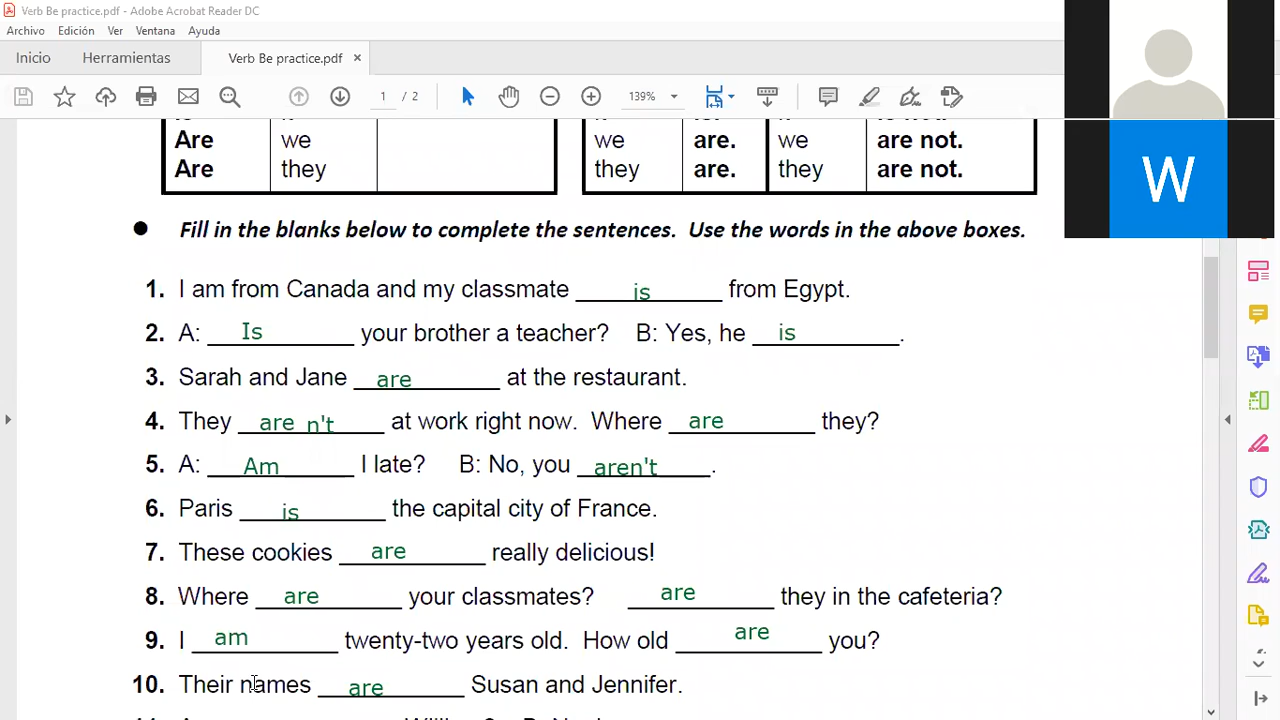 Verb Be practice.pdf - Adobe Acrobat Reader DC
Archivo Edición Ver Ventana Ayuda
Inicio Herramientas Verb Be practice.pdf ×
1 / 2 139%
Are we we are. we are not.
Are they they are. they are not.
● Fill in the blanks below to complete the sentences. Use the words in the above boxes.
1. I am from Canada and my classmate is from Egypt.
2. A: Is your brother a teacher? B: Yes, he is.
3. Sarah and Jane are at the restaurant.
4. They are n't at work right now. Where are they?
5. A: Am I late? B: No, you aren't.
6. Paris is the capital city of France.
7. These cookies are really delicious!
8. Where are your classmates? are they in the cafeteria?
9. I am twenty-two years old. How old are you?
10. Their names are Susan and Jennifer.
W